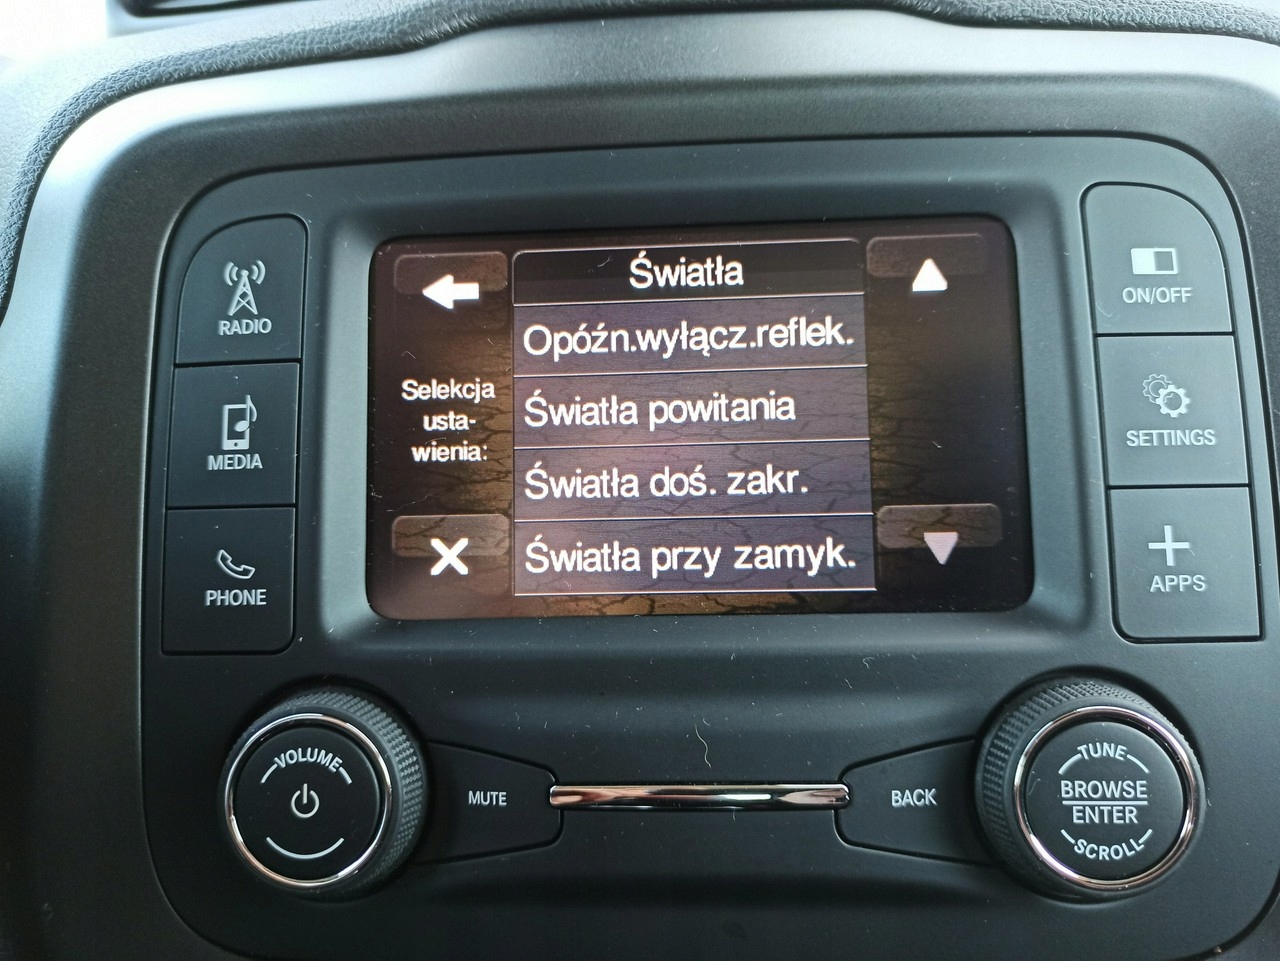 RADIO
MEDIA
PHONE
Światła
Opóźn.wyłącz.reflek.
Selekcja
usta-
wienia:
Światła powitania
Światła doś. zakr.
Światła przy zamyk.
ON/OFF
SETTINGS
APPS
VOLUME
MUTE
BACK
TUNE
BROWSE
ENTER
SCROLL